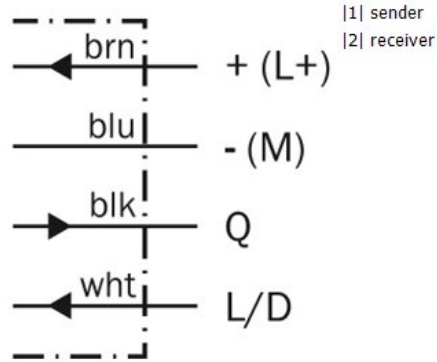 |1| sender
|2| receiver
brn + (L+)
blu - (M)
blk Q
wht L/D